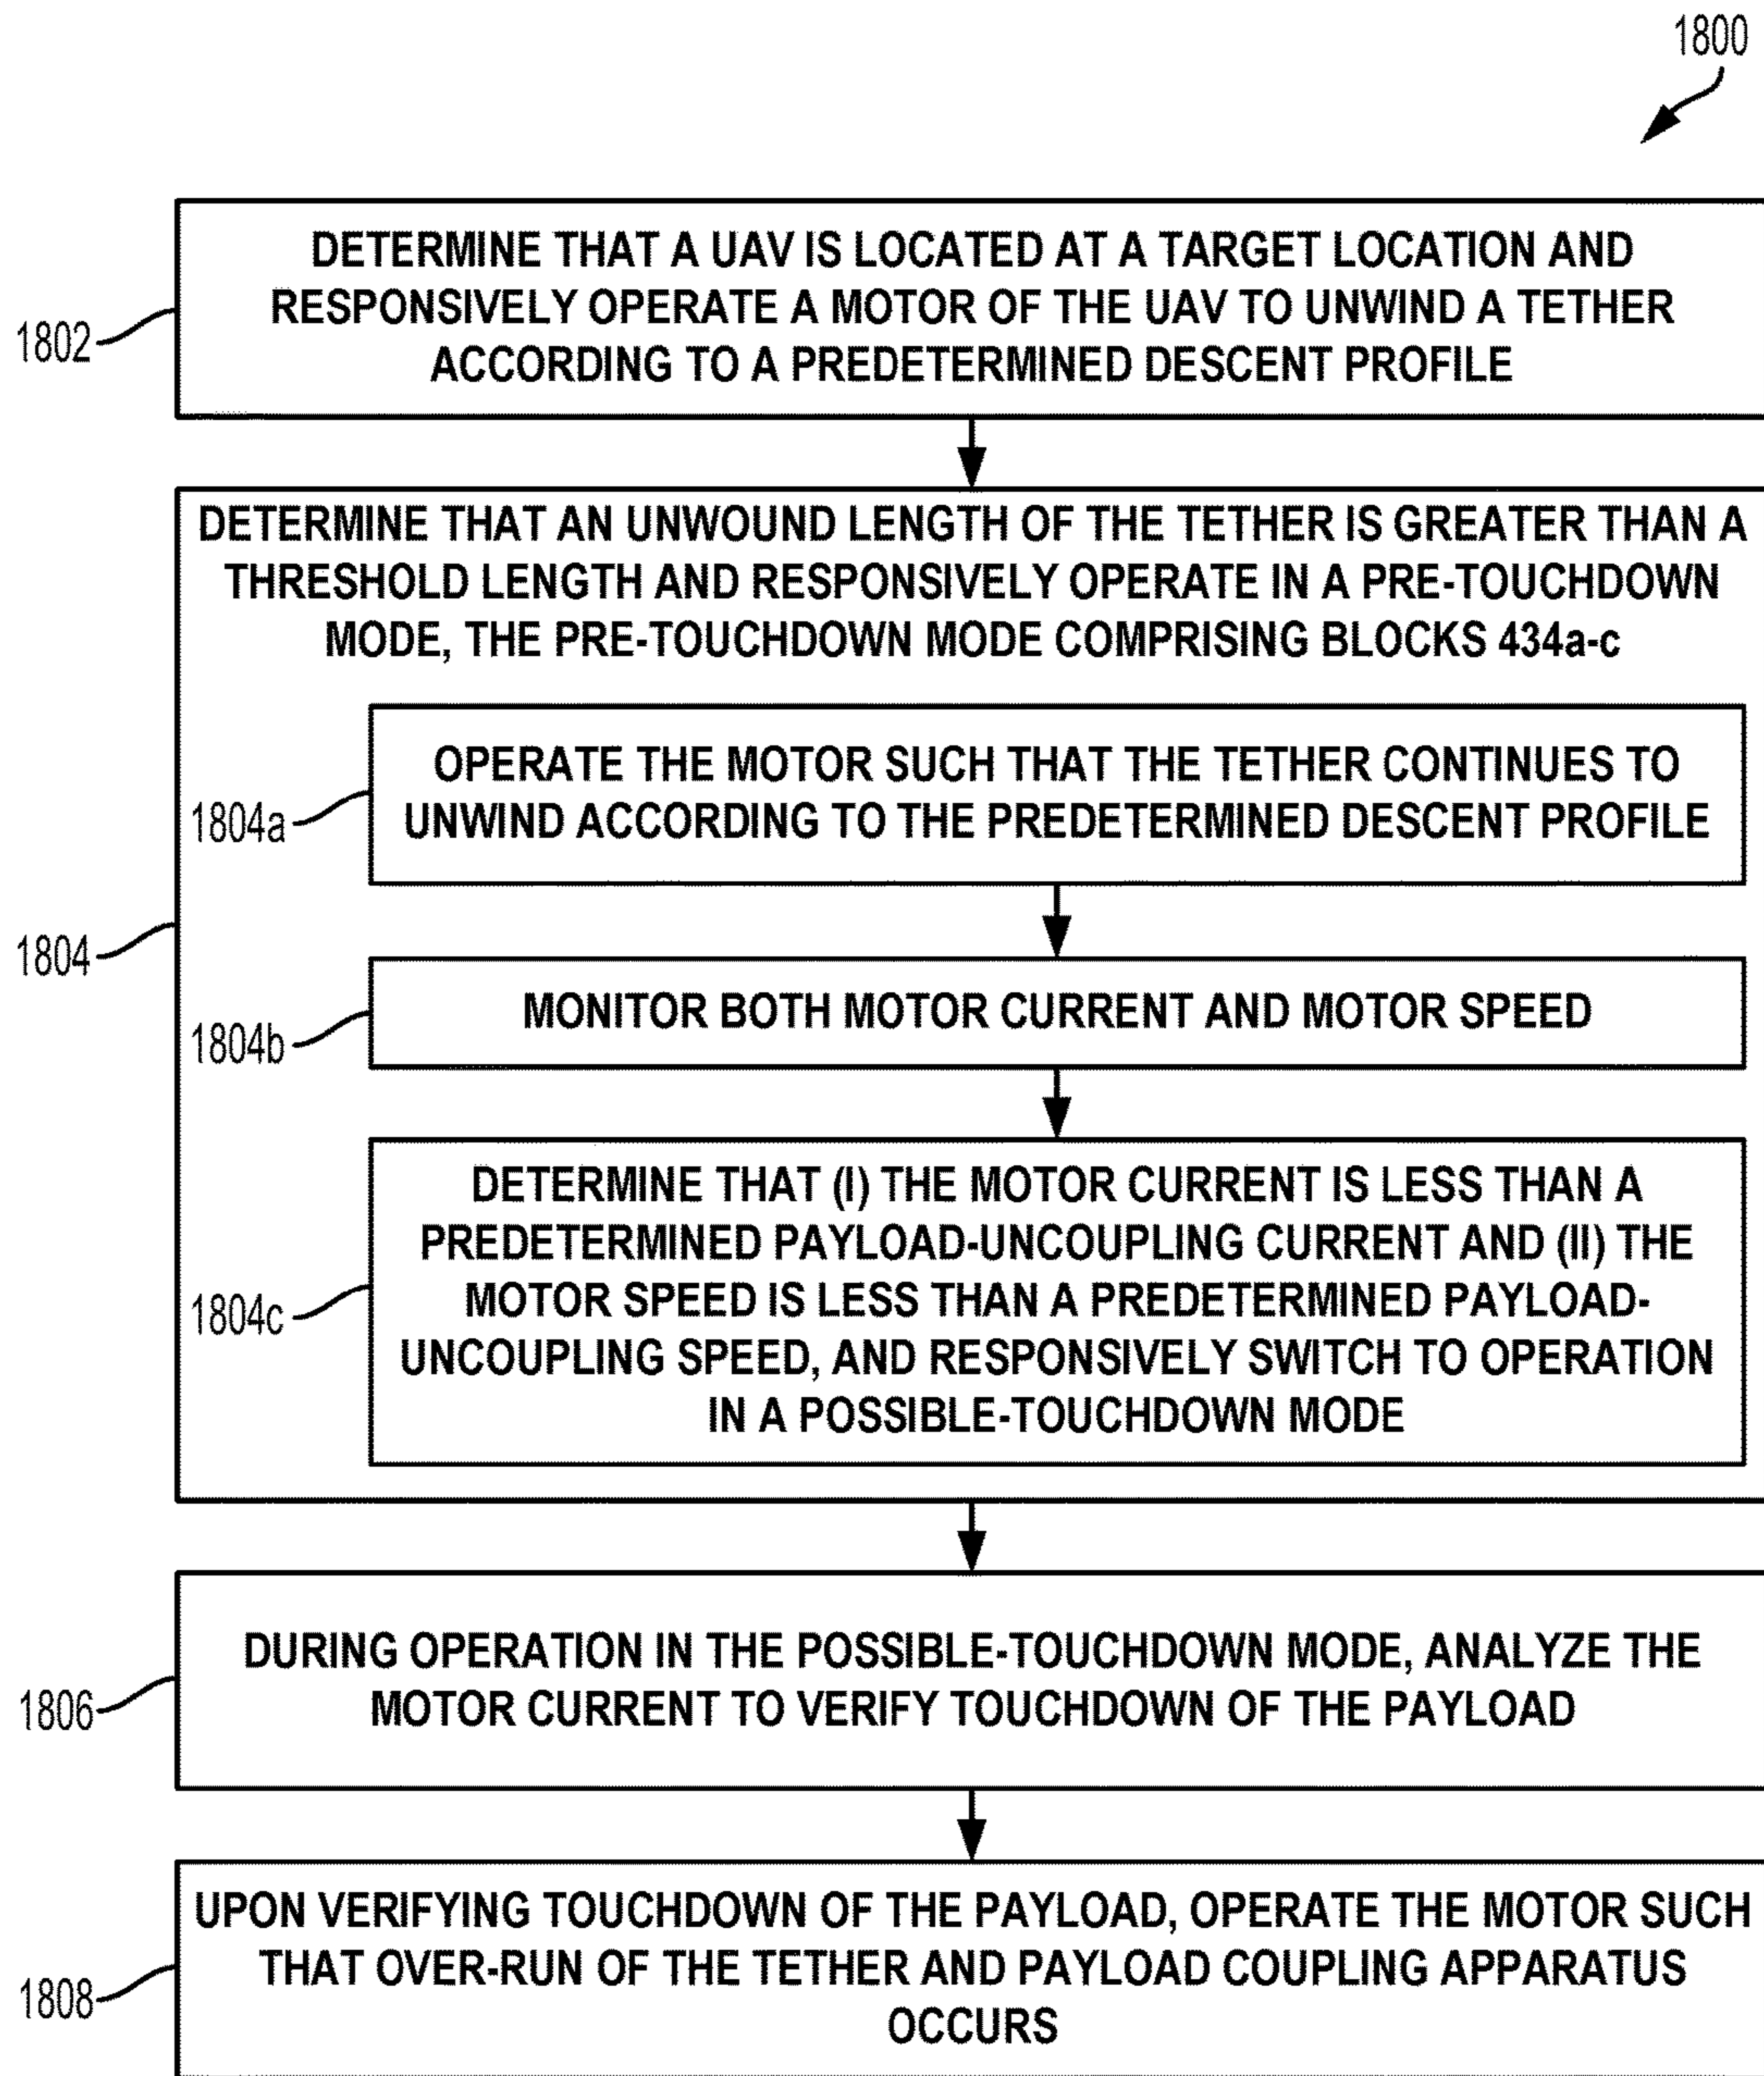 1800
DETERMINE THAT A UAV IS LOCATED AT A TARGET LOCATION AND
RESPONSIVELY OPERATE A MOTOR OF THE UAV TO UNWIND A TETHER
ACCORDING TO A PREDETERMINED DESCENT PROFILE
1802
DETERMINE THAT AN UNWOUND LENGTH OF THE TETHER IS GREATER THAN A
THRESHOLD LENGTH AND RESPONSIVELY OPERATE IN A PRE-TOUCHDOWN
MODE, THE PRE-TOUCHDOWN MODE COMPRISING BLOCKS 434a-c
OPERATE THE MOTOR SUCH THAT THE TETHER CONTINUES TO
UNWIND ACCORDING TO THE PREDETERMINED DESCENT PROFILE
1804a
1804
MONITOR BOTH MOTOR CURRENT AND MOTOR SPEED
1804b
DETERMINE THAT (I) THE MOTOR CURRENT IS LESS THAN A
PREDETERMINED PAYLOAD-UNCOUPLING CURRENT AND (II) THE
MOTOR SPEED IS LESS THAN A PREDETERMINED PAYLOAD-
UNCOUPLING SPEED, AND RESPONSIVELY SWITCH TO OPERATION
IN A POSSIBLE-TOUCHDOWN MODE
1804c
DURING OPERATION IN THE POSSIBLE-TOUCHDOWN MODE, ANALYZE THE
MOTOR CURRENT TO VERIFY TOUCHDOWN OF THE PAYLOAD
1806
UPON VERIFYING TOUCHDOWN OF THE PAYLOAD, OPERATE THE MOTOR SUCH
THAT OVER-RUN OF THE TETHER AND PAYLOAD COUPLING APPARATUS
OCCURS
1808